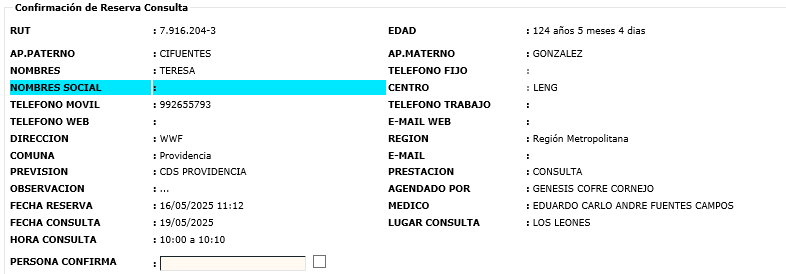 Confirmación de Reserva Consulta
RUT : 7.916.204-3 EDAD : 124 años 5 meses 4 dias
AP.PATERNO : CIFUENTES AP.MATERNO : GONZALEZ
NOMBRES : TERESA TELEFONO FIJO :
NOMBRES SOCIAL : CENTRO : LENG
TELEFONO MOVIL : 992655793 TELEFONO TRABAJO :
TELEFONO WEB : E-MAIL WEB :
DIRECCION : WWF REGION : Región Metropolitana
COMUNA : Providencia E-MAIL :
PREVISION : CDS PROVIDENCIA PRESTACION : CONSULTA
OBSERVACION : ... AGENDADO POR : GENESIS COFRE CORNEJO
FECHA RESERVA : 16/05/2025 11:12 MEDICO : EDUARDO CARLO ANDRE FUENTES CAMPOS
FECHA CONSULTA : 19/05/2025 LUGAR CONSULTA : LOS LEONES
HORA CONSULTA : 10:00 a 10:10
PERSONA CONFIRMA :